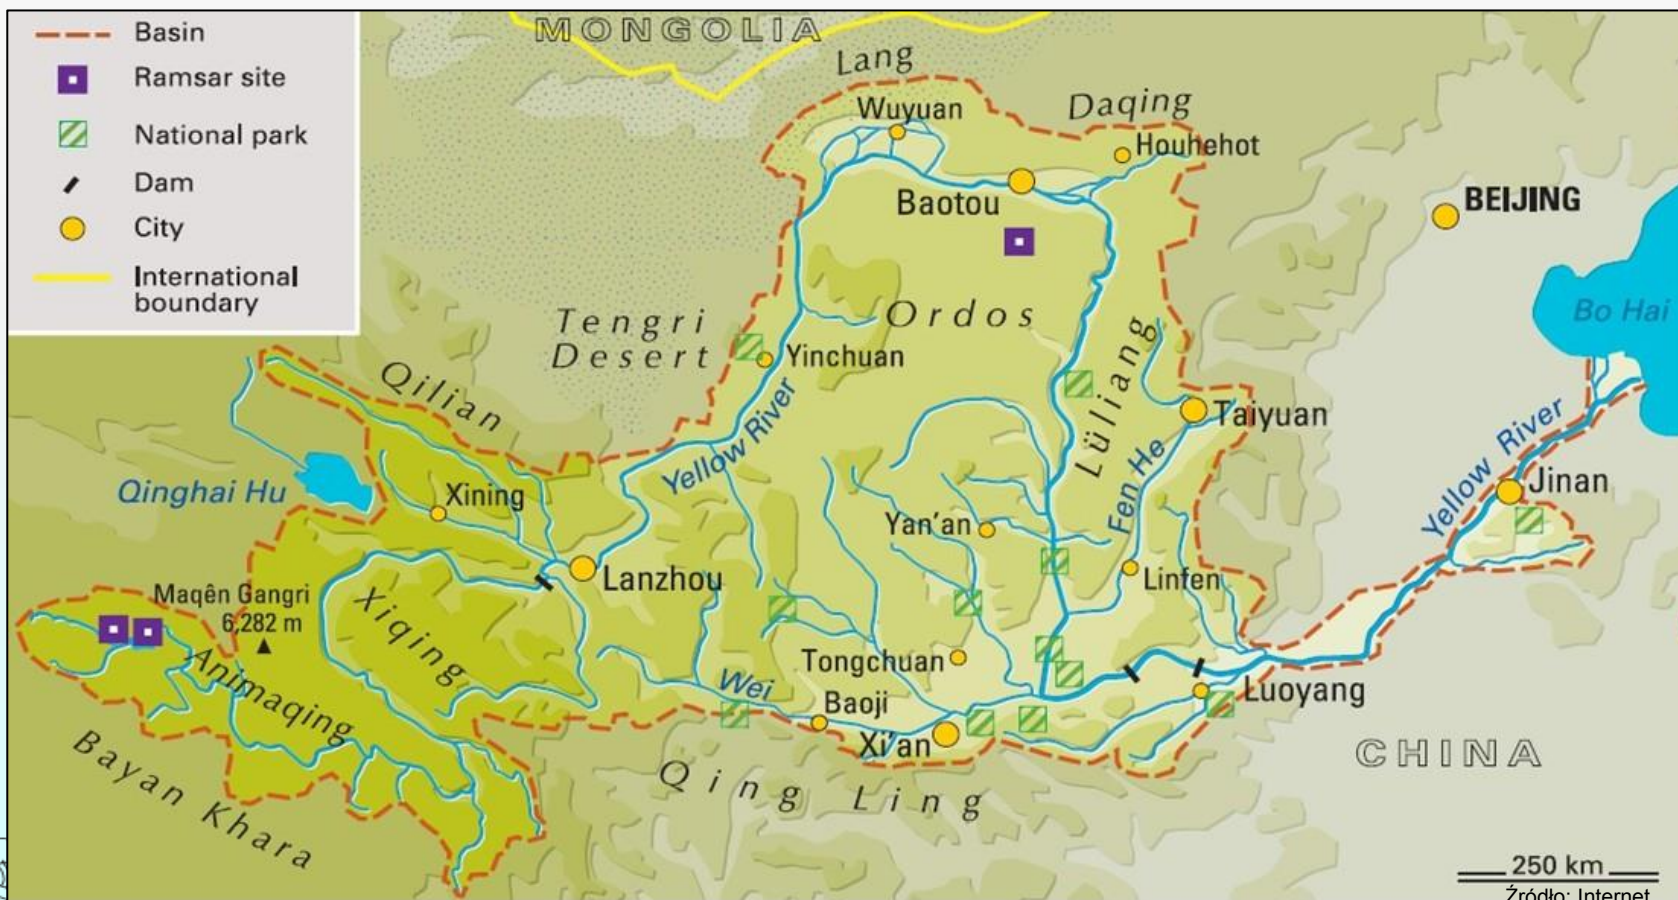 Basin
Ramsar site
National park
Dam
City
International
boundary
MONGOLIA
Lang
Wuyuan
Daqing
Houhehot
Baotou
BEIJING
Bo Hai
Ordos
Tengri
Desert
Yinchuan
Qilian
Yellow River
Lüliang
Taiyuan
Fen He
Yellow River
Jinan
Qinghai Hu
Xining
Yan'an
Lanzhou
Linfen
Maqên Gangri
6,282 m
Xiqing
Animaqing
Bayan Khara
Wei
Tongchuan
Baoji
Xi'an
Luoyang
Qing Ling
CHINA
250 km
Źródło: Internet